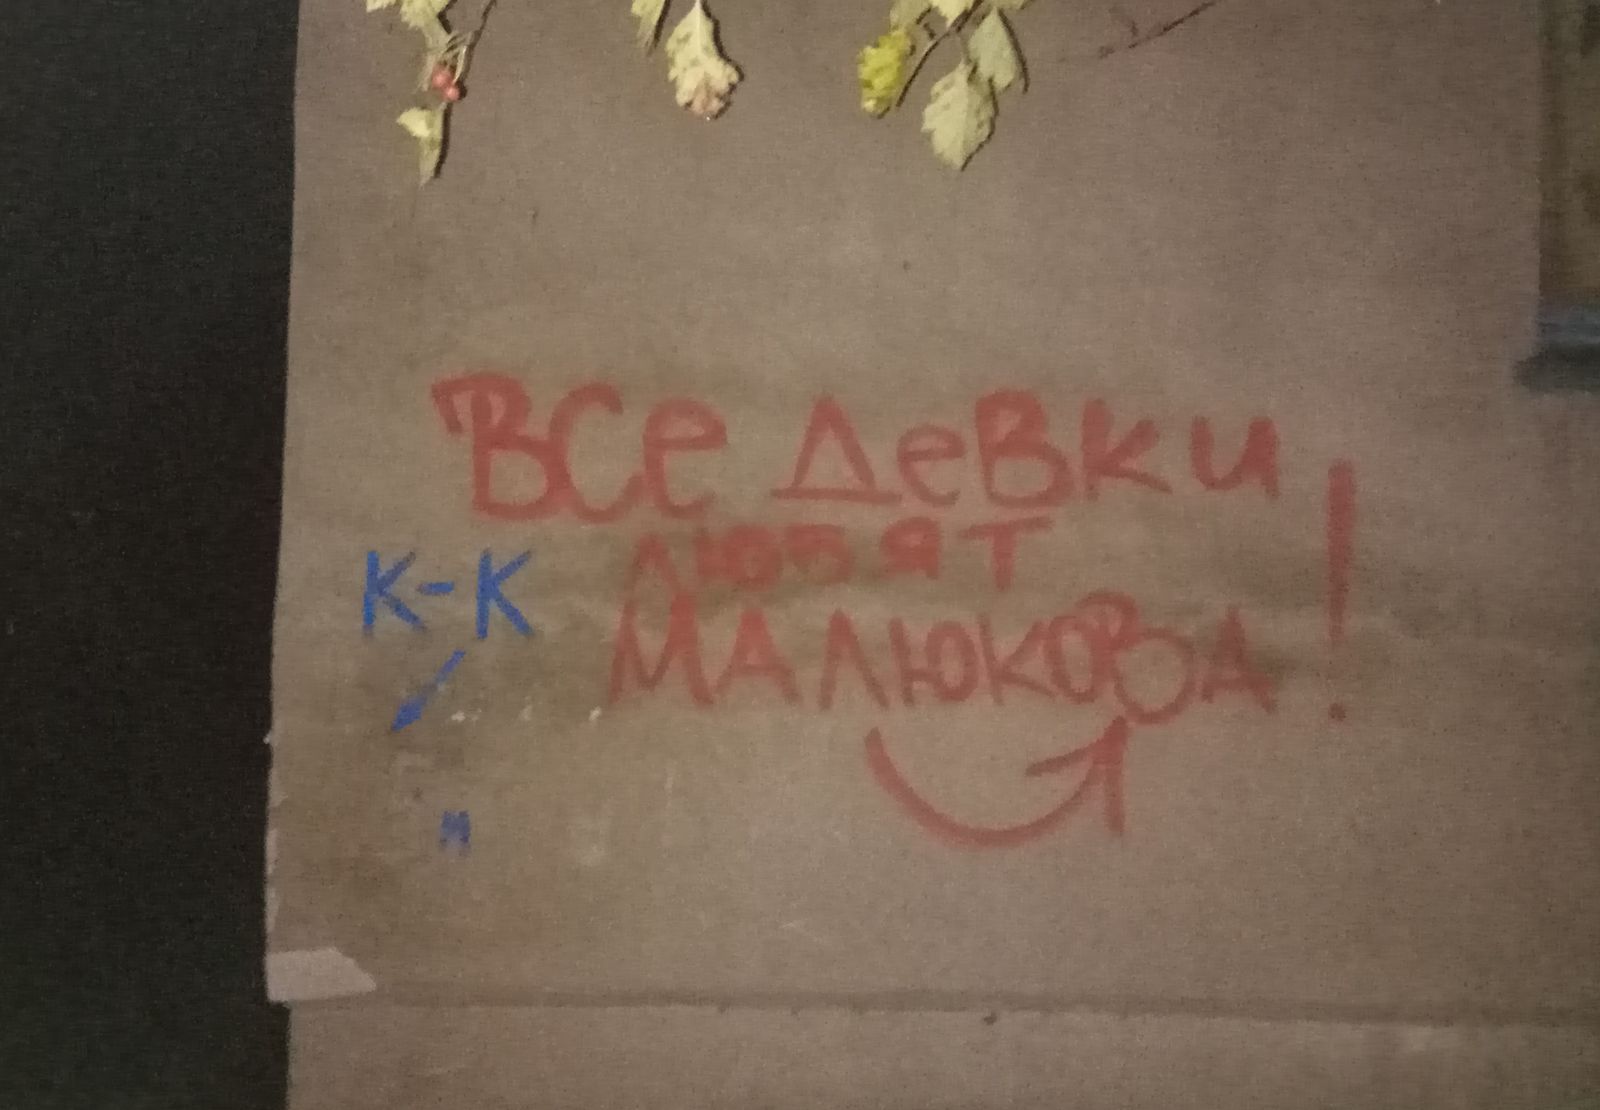 Все девки
любят
Малюкова!
К-К